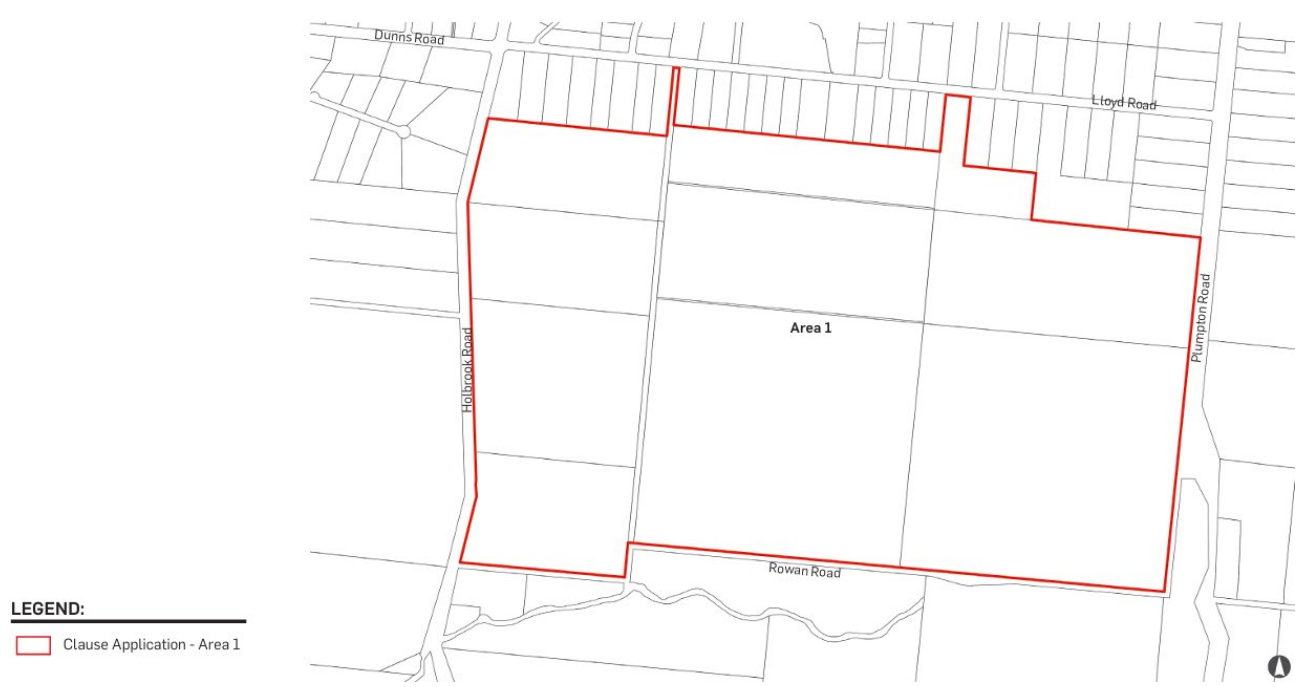 Dunns Road
Lloyd Road
Plumpton Road
Area 1
Holbrook Road
Rowan Road
LEGEND:
Clause Application - Area 1